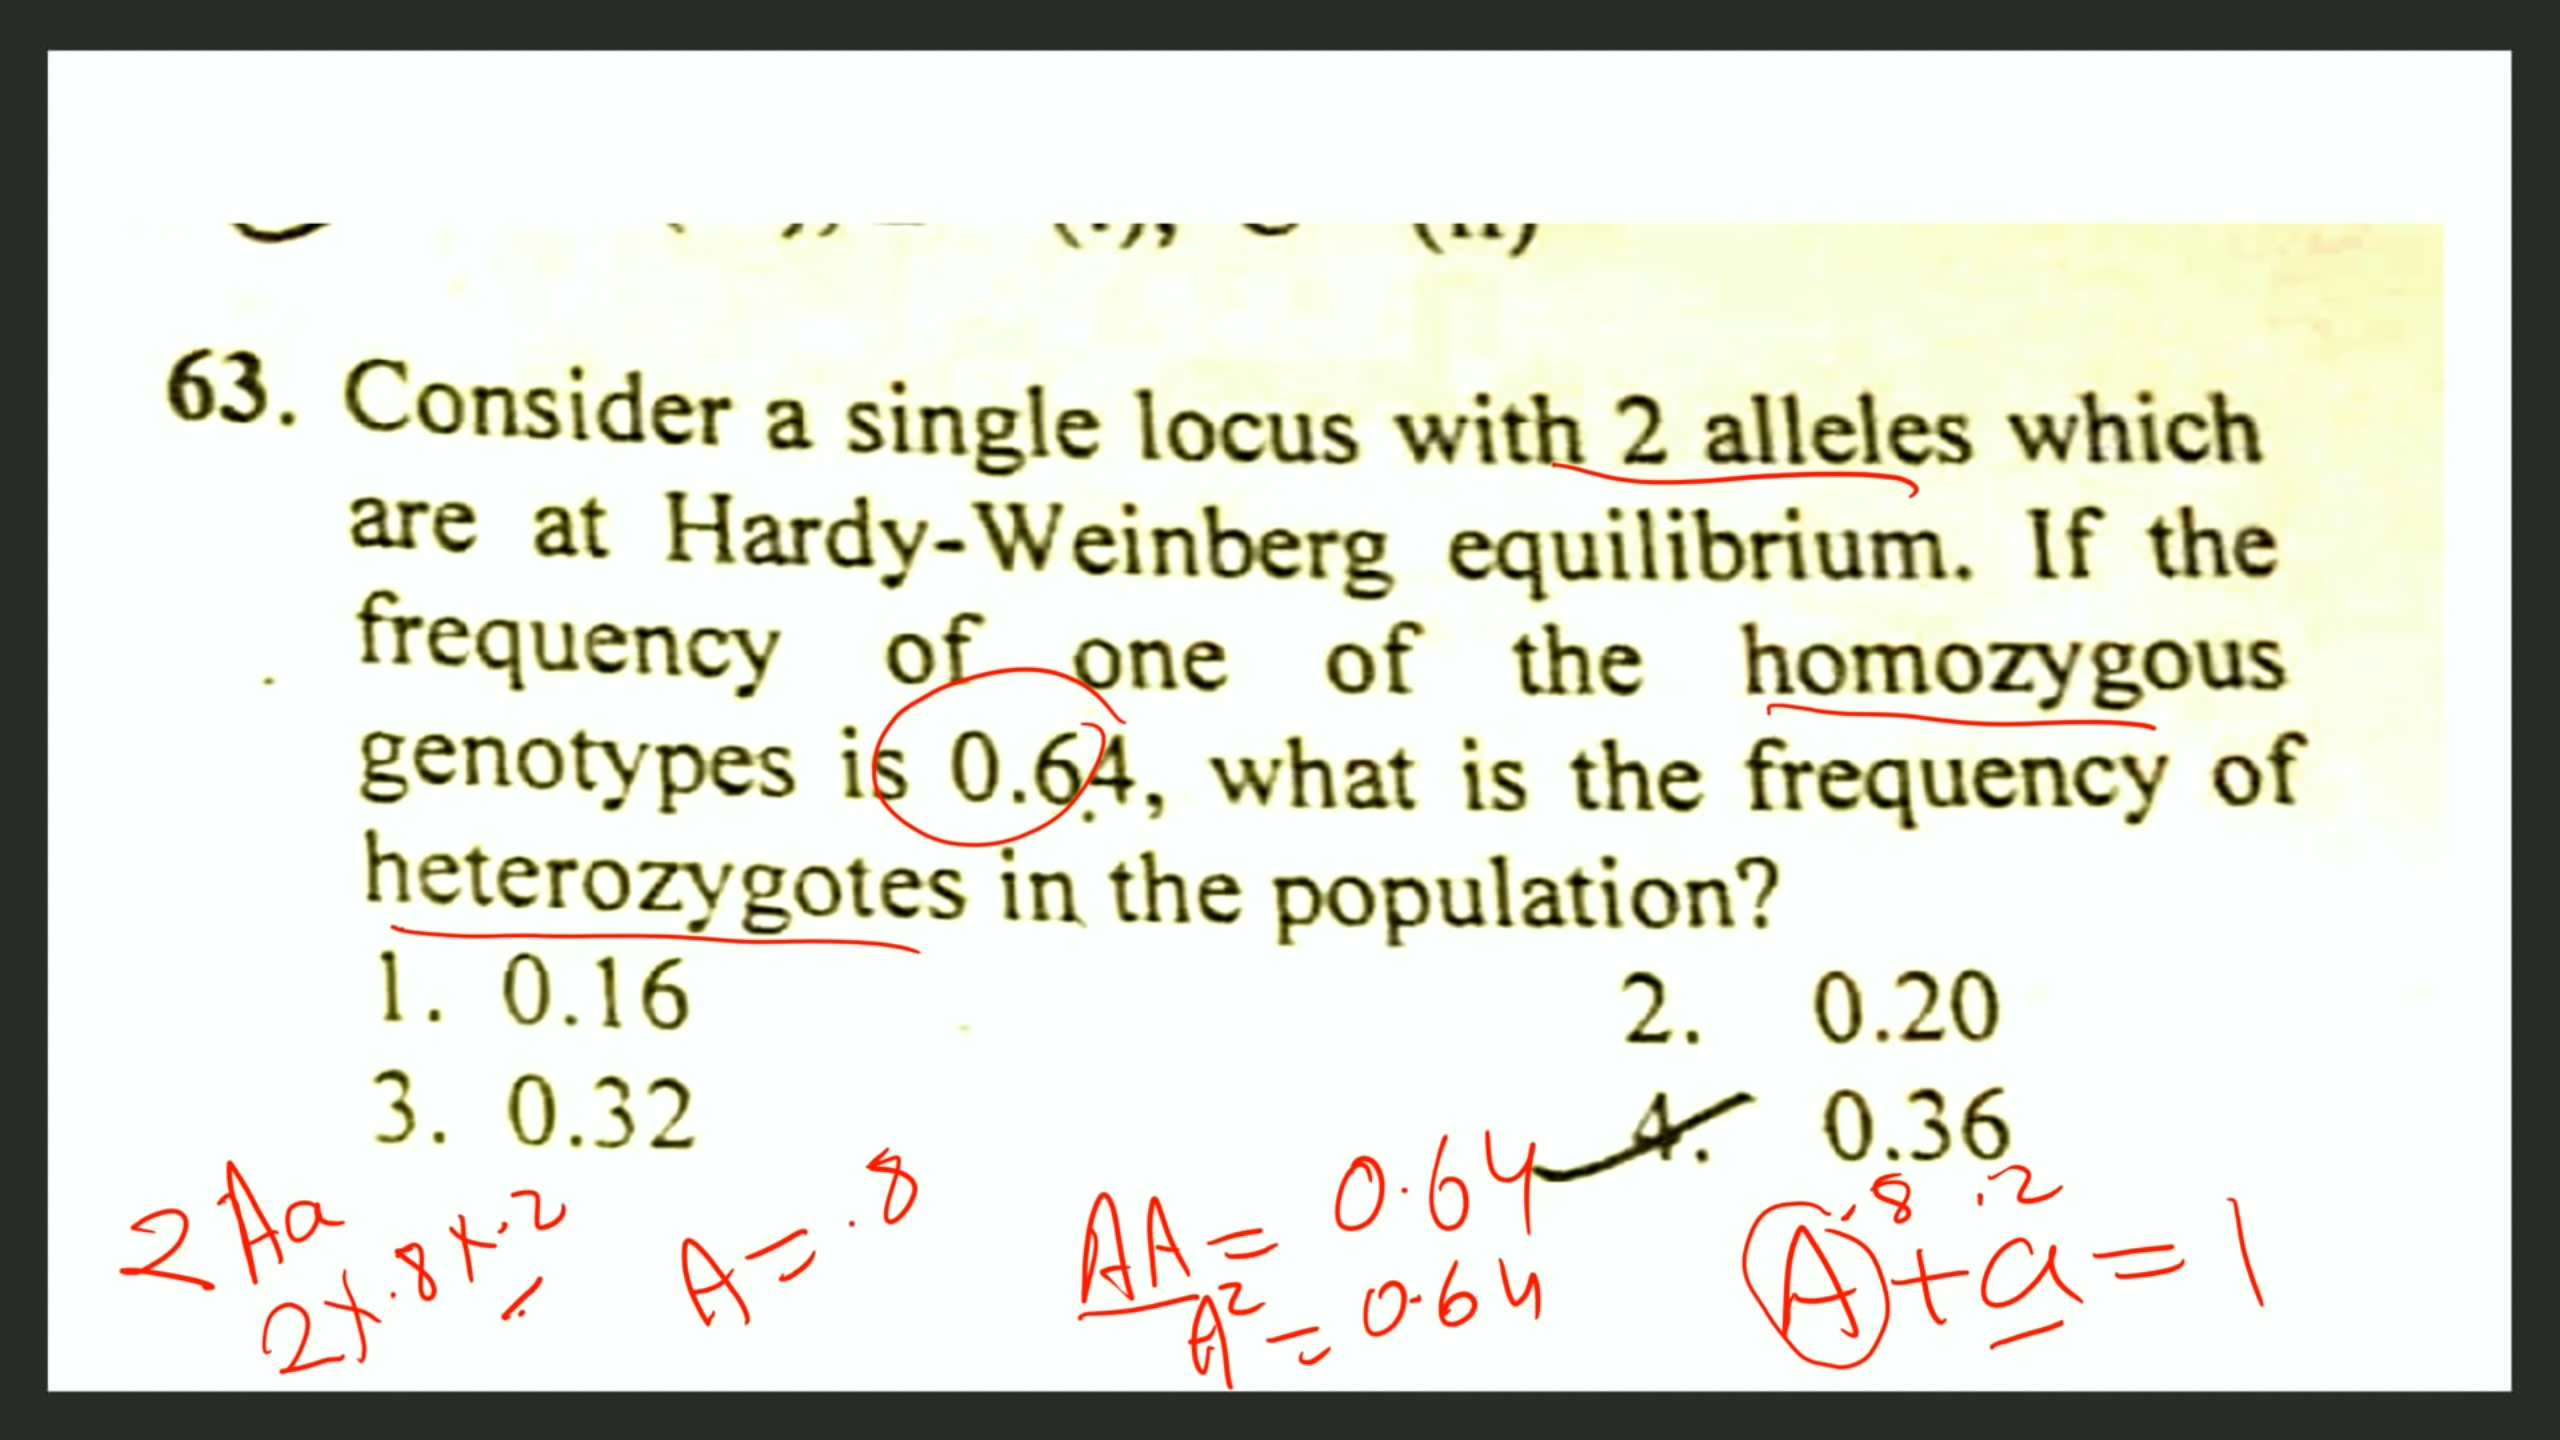 (i), (ii)
63. Consider a single locus with 2 alleles which
are at Hardy-Weinberg equilibrium. If the
frequency of one of the homozygous
genotypes is 0.64, what is the frequency of
heterozygotes in the population?
1. 0.16 2. 0.20
3. 0.32 4. 0.36
2Aa
2x.8x.2
A = .8
AA = 0.64
A² = 0.64
.8 .2
A + a = 1